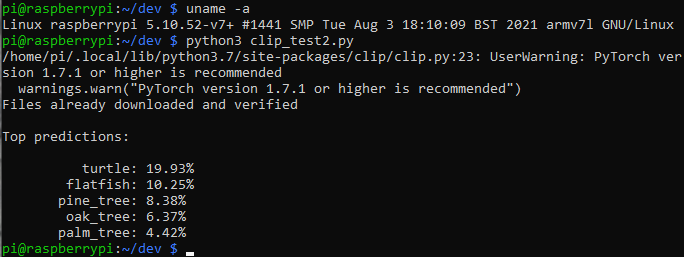 pi@raspberrypi:~/dev $ uname -a
Linux raspberrypi 5.10.52-v7+ #1441 SMP Tue Aug 3 18:10:09 BST 2021 armv7l GNU/Linux
pi@raspberrypi:~/dev $ python3 clip_test2.py
/home/pi/.local/lib/python3.7/site-packages/clip/clip.py:23: UserWarning: PyTorch ver
sion 1.7.1 or higher is recommended
  warnings.warn("PyTorch version 1.7.1 or higher is recommended")
Files already downloaded and verified

Top predictions:

          turtle: 19.93%
        flatfish: 10.25%
       pine_tree: 8.38%
        oak_tree: 6.37%
       palm_tree: 4.42%
pi@raspberrypi:~/dev $